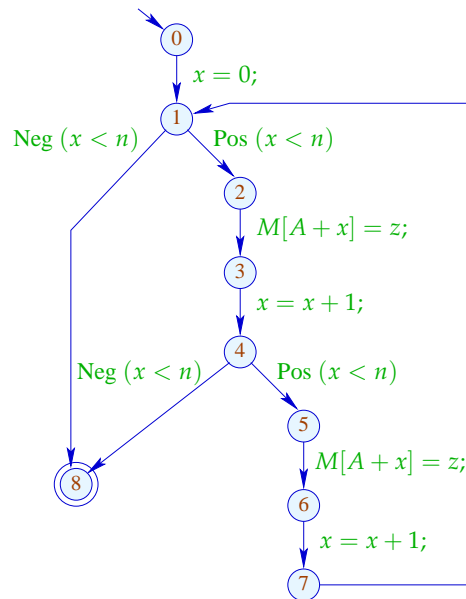 0
x = 0;
1
Neg (x < n) Pos (x < n)
2
M[A + x] = z;
3
x = x + 1;
4
Neg (x < n) Pos (x < n)
5
M[A + x] = z;
8
6
x = x + 1;
7